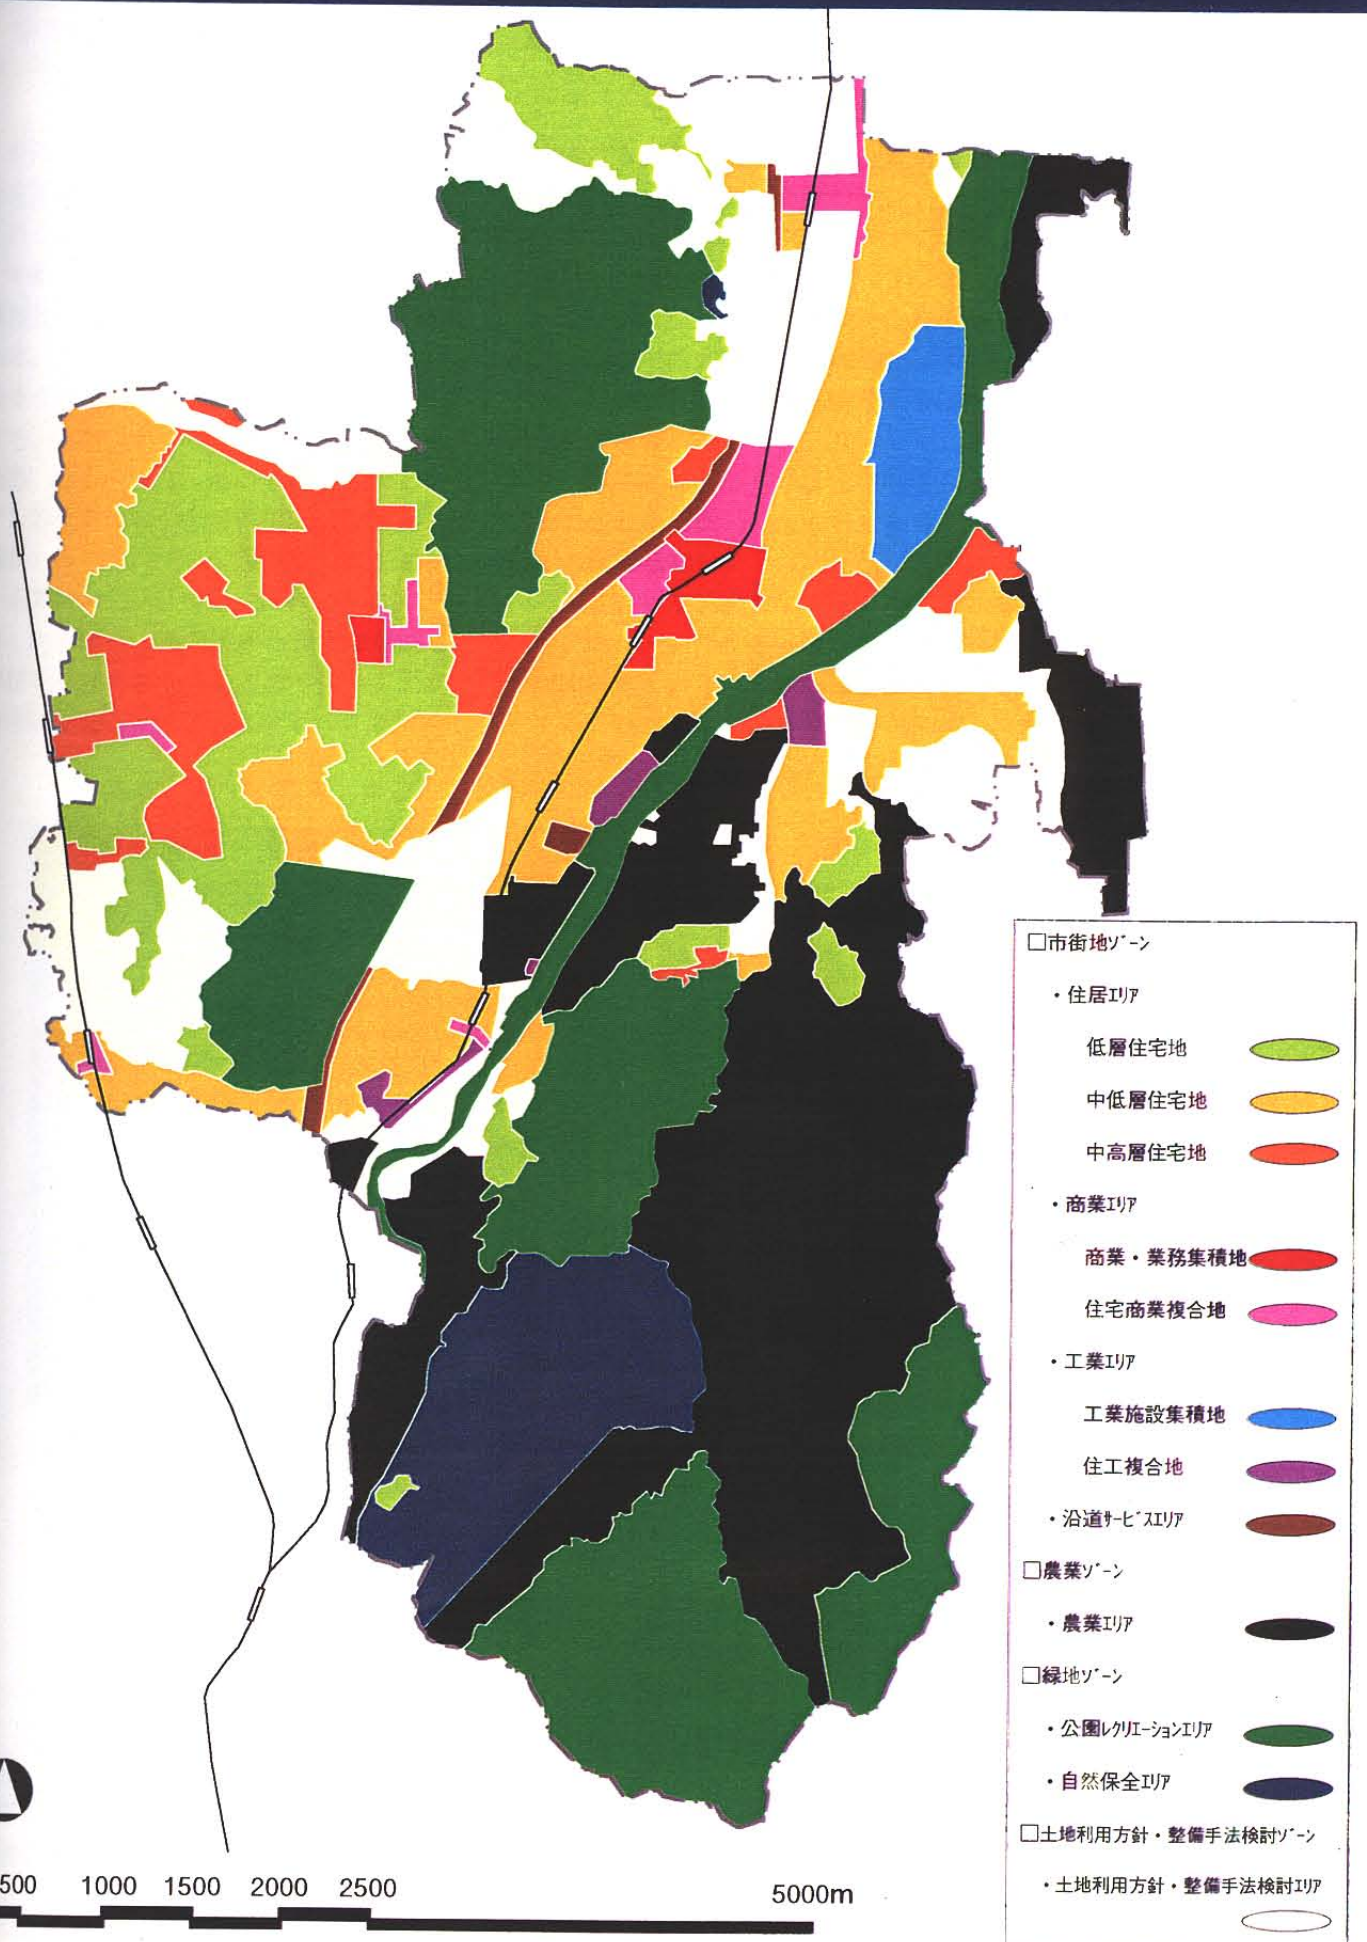 □市街地ゾーン
・住居エリア
低層住宅地
中低層住宅地
中高層住宅地
・商業エリア
商業・業務集積地
住宅商業複合地
・工業エリア
工業施設集積地
住工複合地
・沿道サービスエリア
□農業ゾーン
・農業エリア
□緑地ゾーン
・公園レクリエーションエリア
・自然保全エリア
□土地利用方針・整備手法検討ゾーン
・土地利用方針・整備手法検討エリア
500 1000 1500 2000 2500 5000m